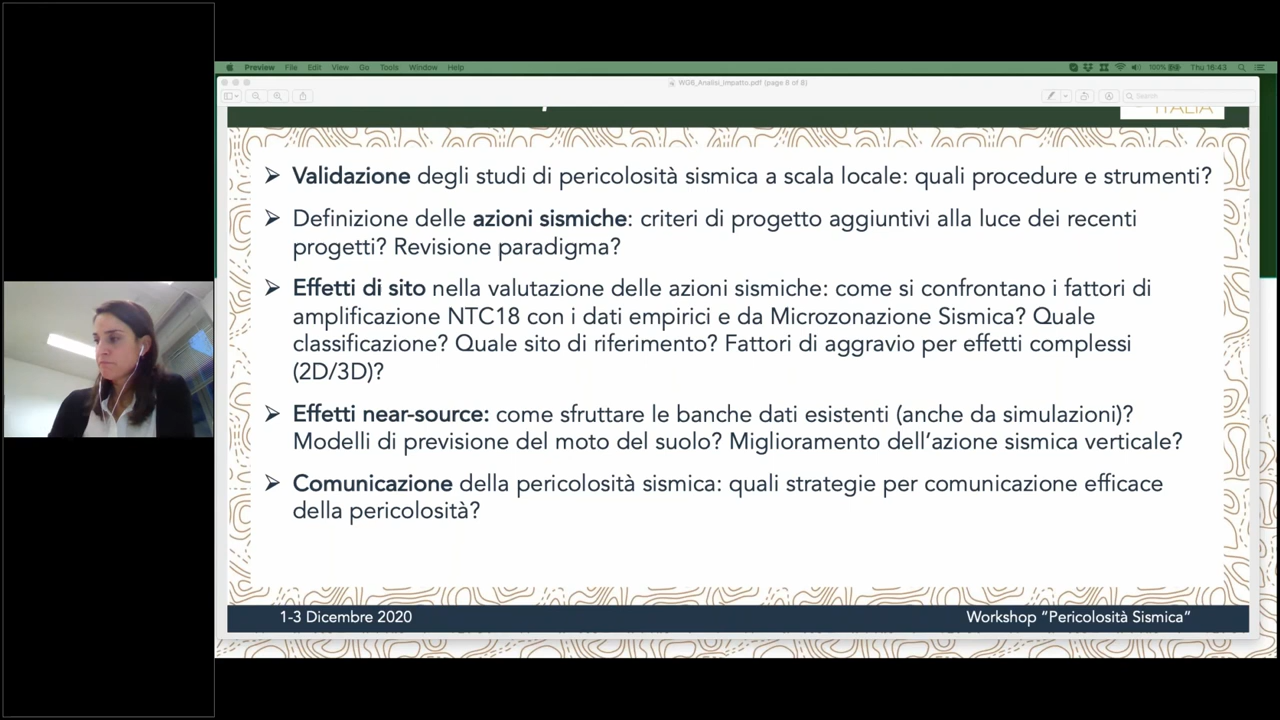 Preview File Edit View Go Tools Window Help 100% Thu 16:43
WG6_Analisi_Impatto.pdf (page 8 of 8)
Search
ITALIA
➢ Validazione degli studi di pericolosità sismica a scala locale: quali procedure e strumenti?
➢ Definizione delle azioni sismiche: criteri di progetto aggiuntivi alla luce dei recenti
progetti? Revisione paradigma?
➢ Effetti di sito nella valutazione delle azioni sismiche: come si confrontano i fattori di
amplificazione NTC18 con i dati empirici e da Microzonazione Sismica? Quale
classificazione? Quale sito di riferimento? Fattori di aggravio per effetti complessi
(2D/3D)?
➢ Effetti near-source: come sfruttare le banche dati esistenti (anche da simulazioni)?
Modelli di previsione del moto del suolo? Miglioramento dell’azione sismica verticale?
➢ Comunicazione della pericolosità sismica: quali strategie per comunicazione efficace
della pericolosità?
1-3 Dicembre 2020
Workshop “Pericolosità Sismica”